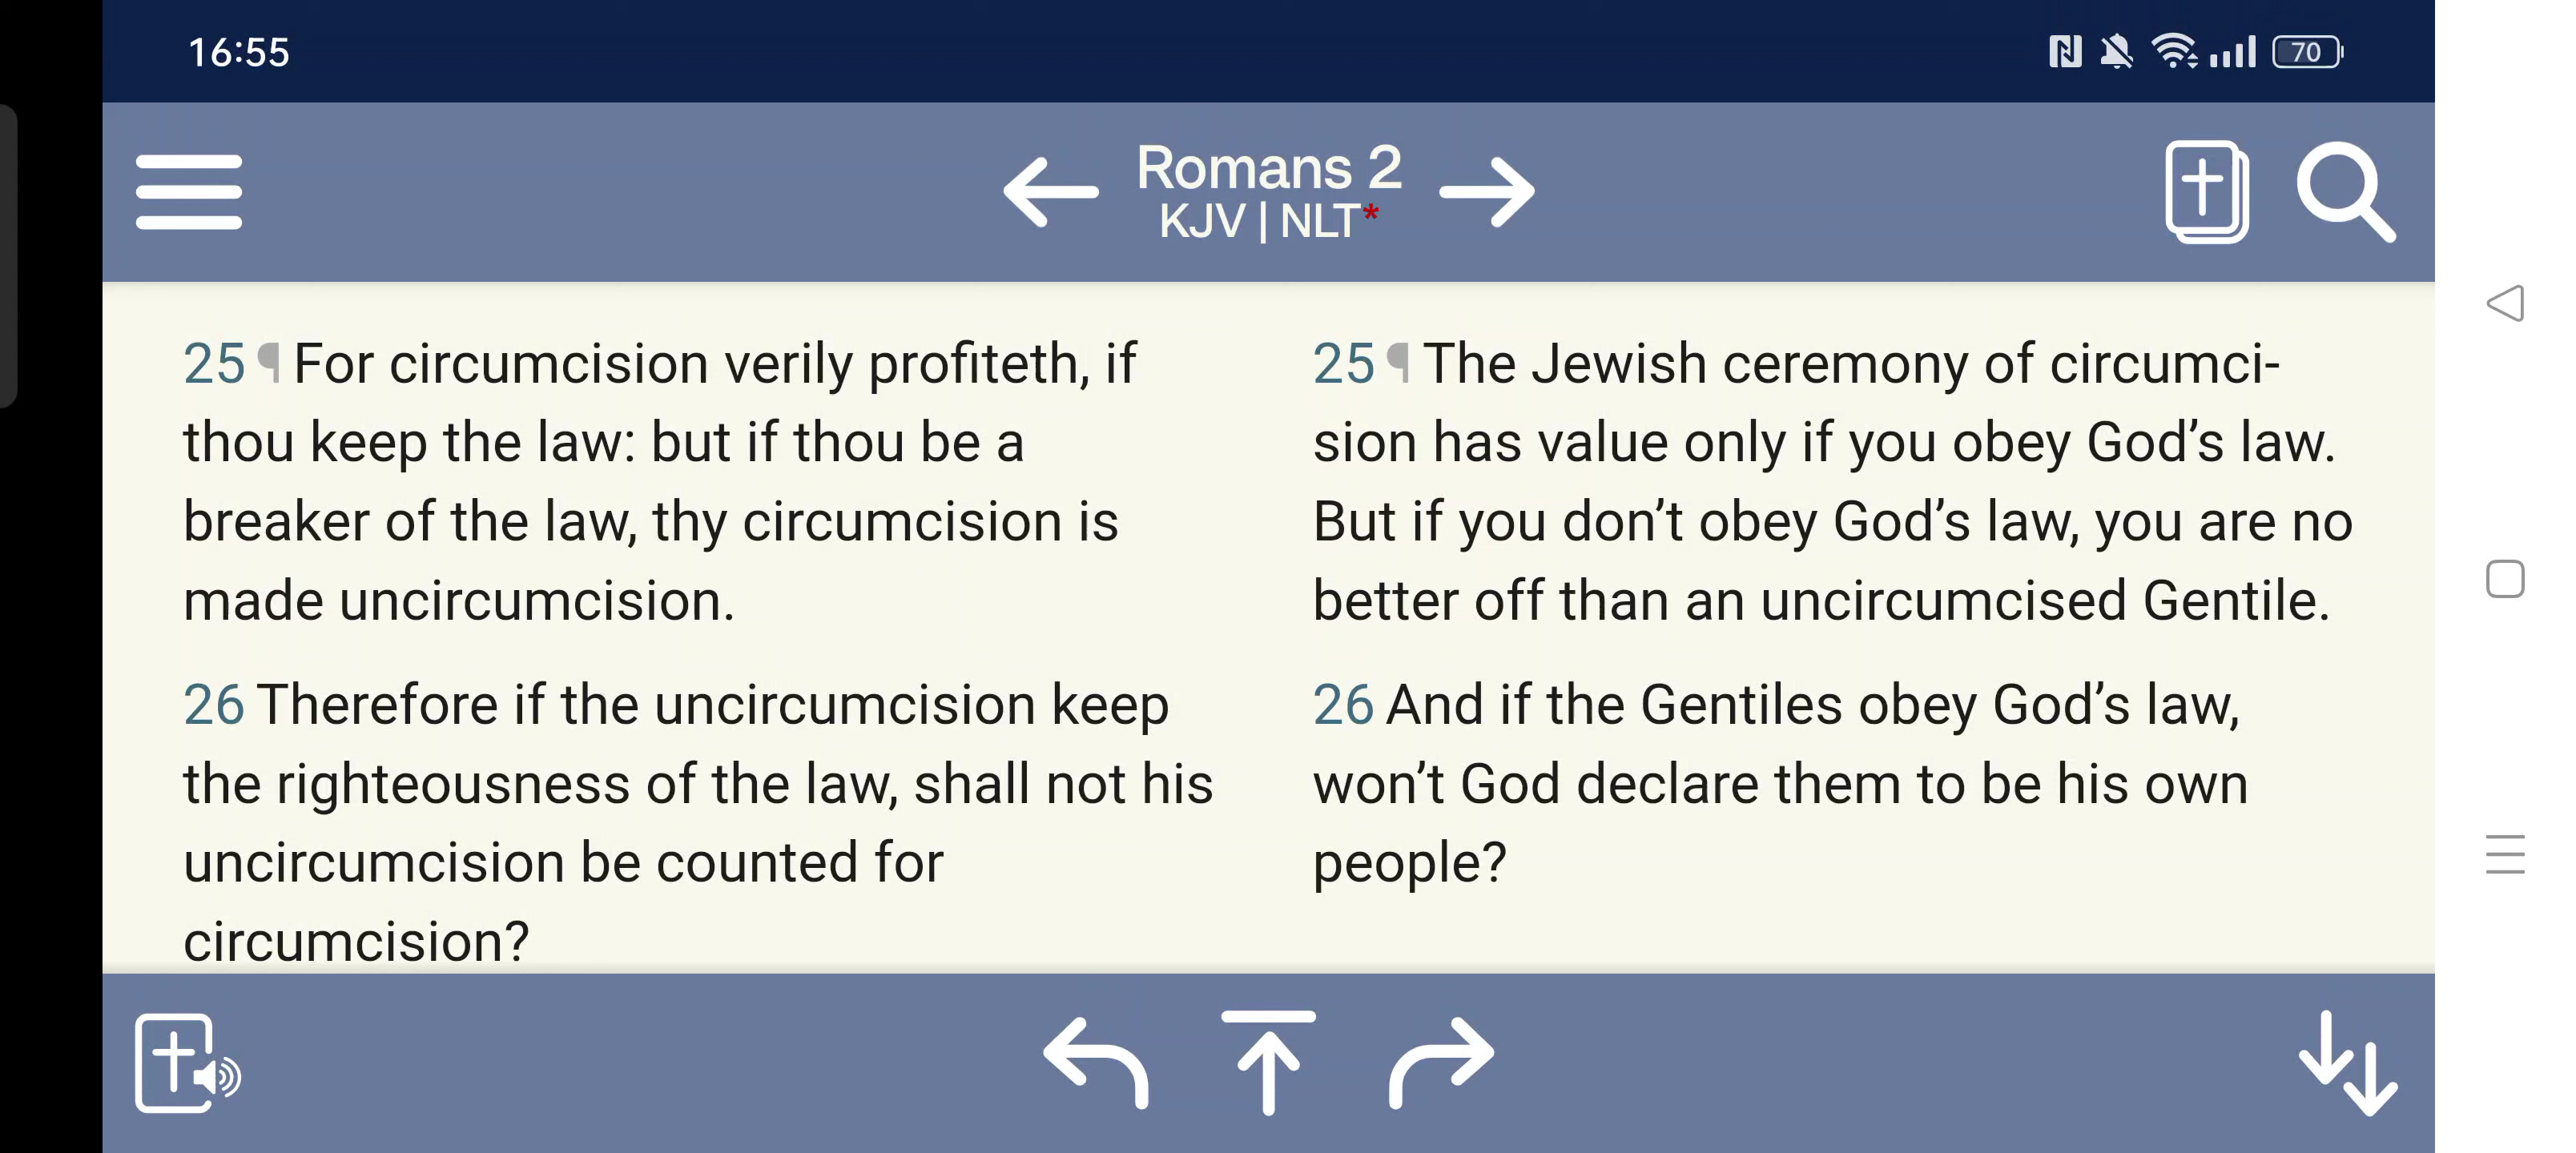 16:55
70
Romans 2
KJV | NLT*
25 ¶ For circumcision verily profiteth, if
thou keep the law: but if thou be a
breaker of the law, thy circumcision is
made uncircumcision.
26 Therefore if the uncircumcision keep
the righteousness of the law, shall not his
uncircumcision be counted for
circumcision?
25 ¶ The Jewish ceremony of circumci-
sion has value only if you obey God’s law.
But if you don’t obey God’s law, you are no
better off than an uncircumcised Gentile.
26 And if the Gentiles obey God’s law,
won’t God declare them to be his own
people?